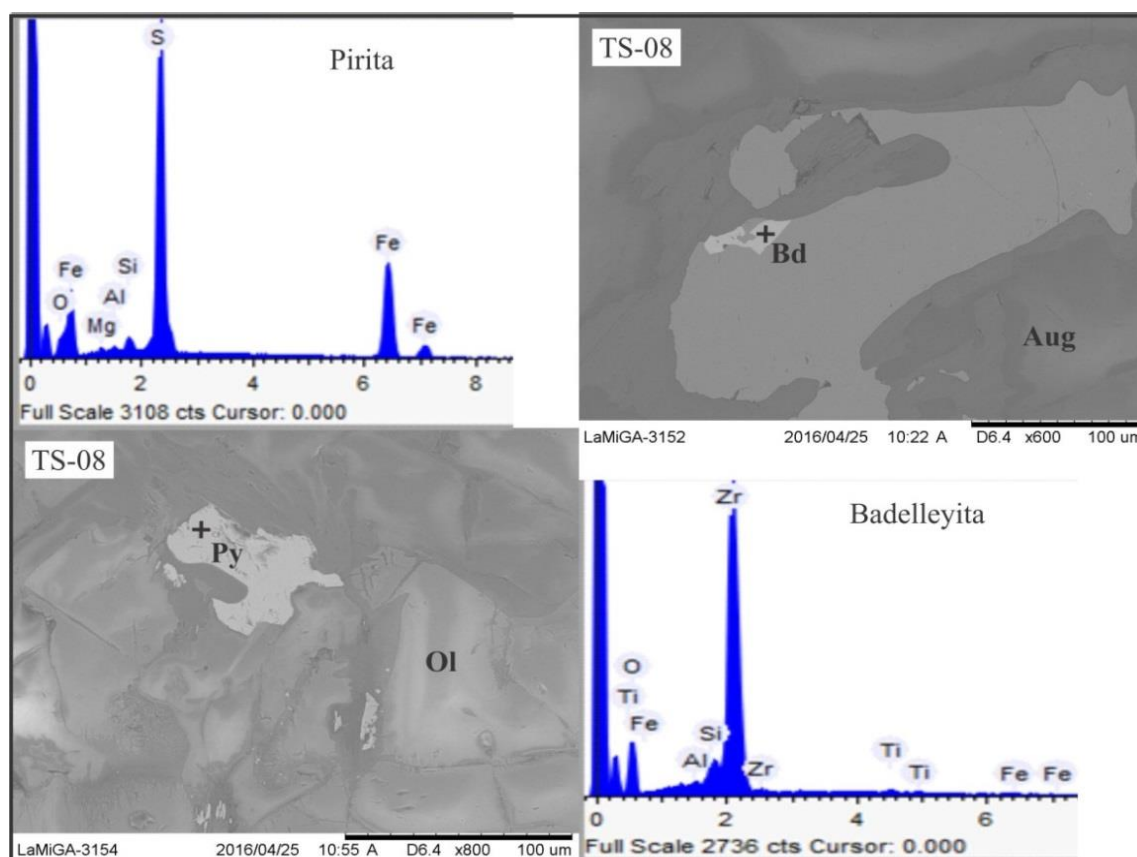 Pirita
S
Fe
Fe
Si
Al
O
Mg
Fe
0 2 4 6 8
Full Scale 3108 cts Cursor: 0.000
TS-08
+
Bd
Aug
LaMiGA-3152 2016/04/25 10:22 A D6.4 x600 100 um
TS-08
+
Py
Ol
LaMiGA-3154 2016/04/25 10:55 A D6.4 x800 100 um
Badelleyita
Zr
O
Ti
Fe
Si
Al
Zr
Ti
Ti
Fe
Fe
0 2 4 6
Full Scale 2736 cts Cursor: 0.000